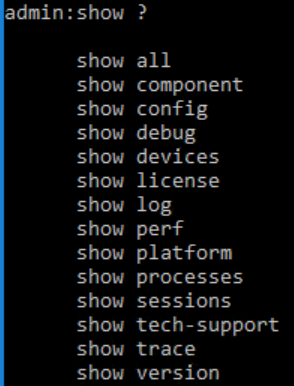 admin:show ?
show all
show component
show config
show debug
show devices
show license
show log
show perf
show platform
show processes
show sessions
show tech-support
show trace
show version